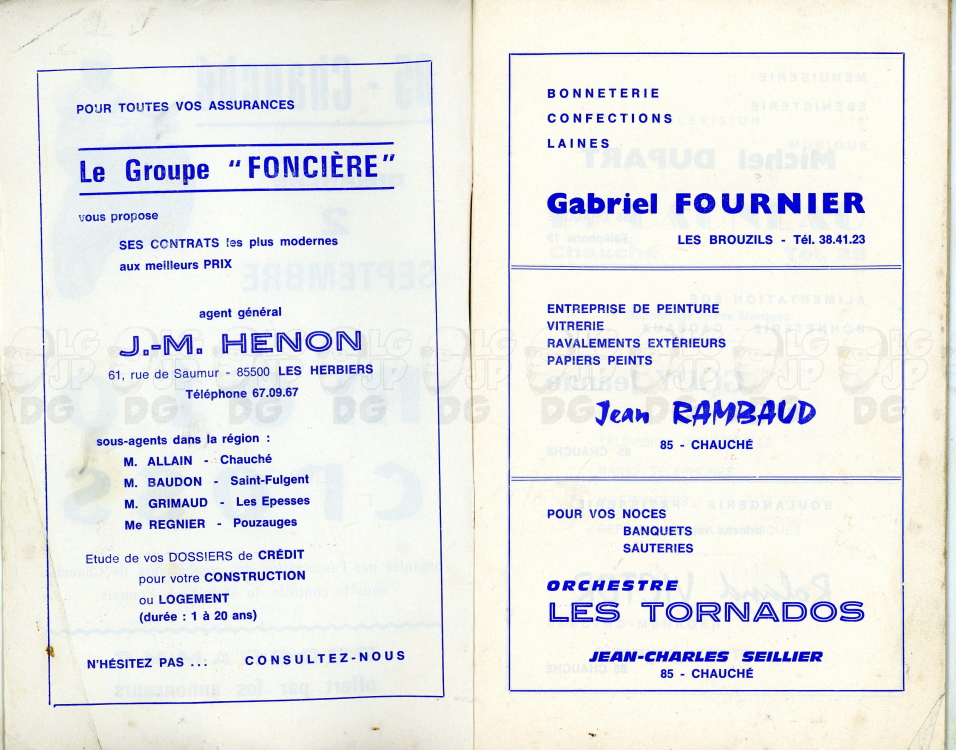 POUR TOUTES VOS ASSURANCES
Le Groupe "FONCIÈRE"
vous propose
SES CONTRATS les plus modernes
aux meilleurs PRIX
agent général
J.-M. HENON
61, rue de Saumur - 85500 LES HERBIERS
Téléphone 67.09.67
sous-agents dans la région :
M. ALLAIN - Chauché
M. BAUDON - Saint-Fulgent
M. GRIMAUD - Les Epesses
Me REGNIER - Pouzauges
Etude de vos DOSSIERS de CRÉDIT
pour votre CONSTRUCTION
ou LOGEMENT
(durée : 1 à 20 ans)
N'HÉSITEZ PAS ... CONSULTEZ-NOUS
BONNETERIE
CONFECTIONS
LAINES
Gabriel FOURNIER
LES BROUZILS - Tél. 38.41.23
ENTREPRISE DE PEINTURE
VITRERIE
RAVALEMENTS EXTÉRIEURS
PAPIERS PEINTS
Jean RAMBAUD
85 - CHAUCHÉ
POUR VOS NOCES
BANQUETS
SAUTERIES
ORCHESTRE
LES TORNADOS
JEAN-CHARLES SEILLIER
85 - CHAUCHÉ